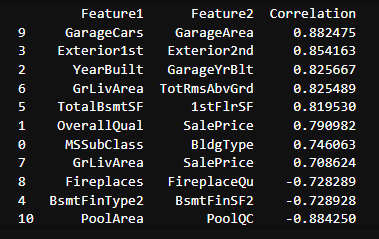 Feature1 Feature2 Correlation
9 GarageCars GarageArea 0.882475
3 Exterior1st Exterior2nd 0.854163
2 YearBuilt GarageYrBlt 0.825667
6 GrLivArea TotRmsAbvGrd 0.825489
5 TotalBsmtSF 1stFlrSF 0.819530
1 OverallQual SalePrice 0.790982
0 MSSubClass BldgType 0.746063
7 GrLivArea SalePrice 0.708624
8 Fireplaces FireplaceQu -0.728289
4 BsmtFinType2 BsmtFinSF2 -0.728928
10 PoolArea PoolQC -0.884250